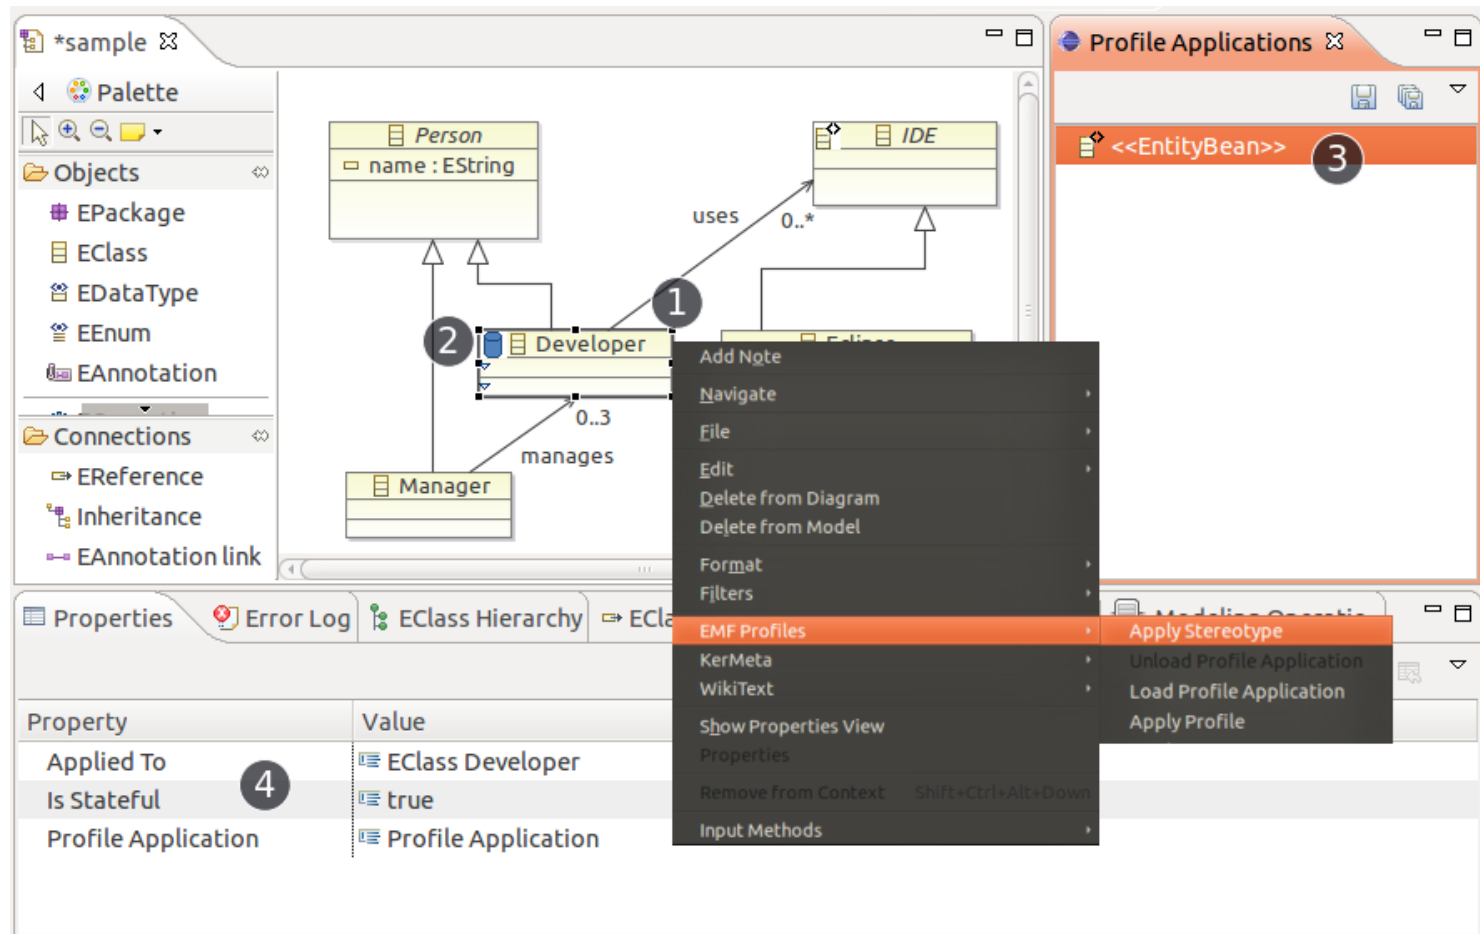 *sample
Profile Applications
Palette
Objects
EPackage
EClass
EDataType
EEnum
EAnnotation
Connections
EReference
Inheritance
EAnnotation link
Person
name : EString
IDE
uses
0..*
1
2
Developer
Eclipse
0..3
manages
Manager
<<EntityBean>>
3
Add Note
Navigate
File
Edit
Delete from Diagram
Delete from Model
Format
Filters
EMF Profiles
KerMeta
WikiText
Show Properties View
Properties
Remove from Context Shift+Ctrl+Alt+Down
Input Methods
Apply Stereotype
Unload Profile Application
Load Profile Application
Apply Profile
Properties
Error Log
EClass Hierarchy
ECla
Modeling Operatio
Property Value
Applied To EClass Developer
4
Is Stateful true
Profile Application Profile Application